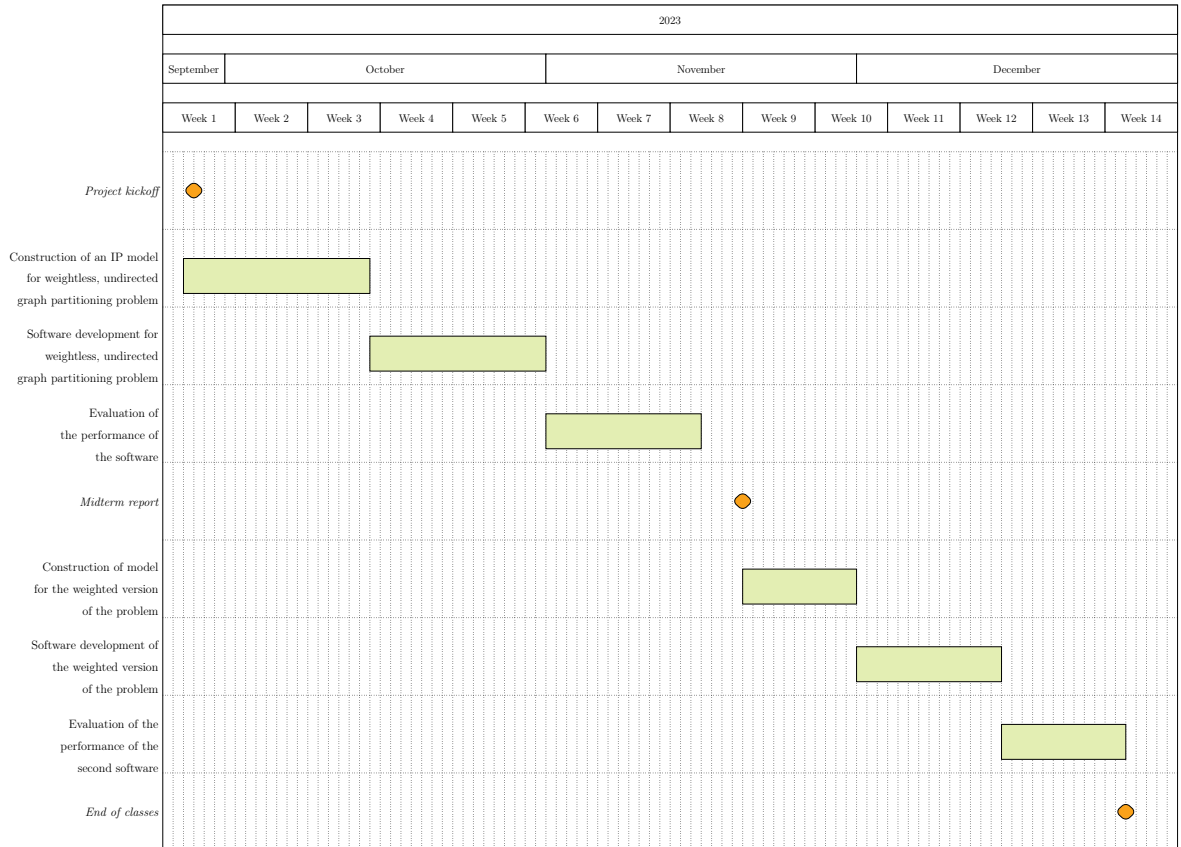 2023
September
October
November
December
Week 1
Week 2
Week 3
Week 4
Week 5
Week 6
Week 7
Week 8
Week 9
Week 10
Week 11
Week 12
Week 13
Week 14
Project kickoff
Construction of an IP model
for weightless, undirected
graph partitioning problem
Software development for
weightless, undirected
graph partitioning problem
Evaluation of
the performance of
the software
Midterm report
Construction of model
for the weighted version
of the problem
Software development of
the weighted version
of the problem
Evaluation of the
performance of the
second software
End of classes